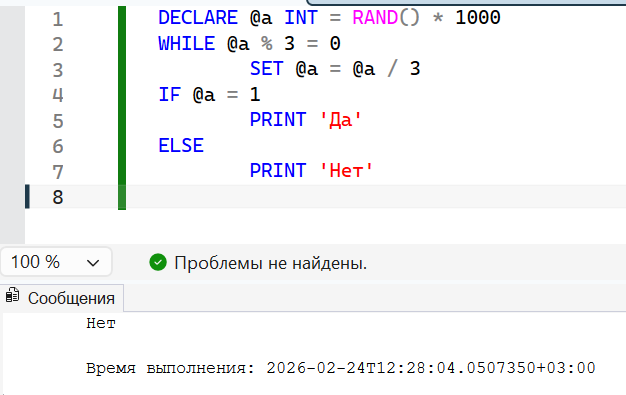 1 DECLARE @a INT = RAND() * 1000
2 WHILE @a % 3 = 0
3 SET @a = @a / 3
4 IF @a = 1
5 PRINT 'Да'
6 ELSE
7 PRINT 'Нет'
8
100 % Проблемы не найдены.
Сообщения
Нет
Время выполнения: 2026-02-24T12:28:04.0507350+03:00